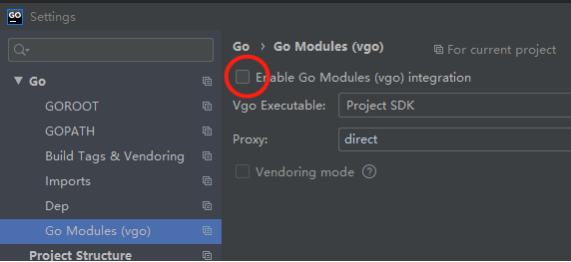 GO Settings
Go › Go Modules (vgo) For current project
Go
Enable Go Modules (vgo) integration
GOROOT
Vgo Executable: Project SDK
GOPATH
Build Tags & Vendoring
Proxy: direct
Imports
Vendoring mode ?
Dep
Go Modules (vgo)
Project Structure